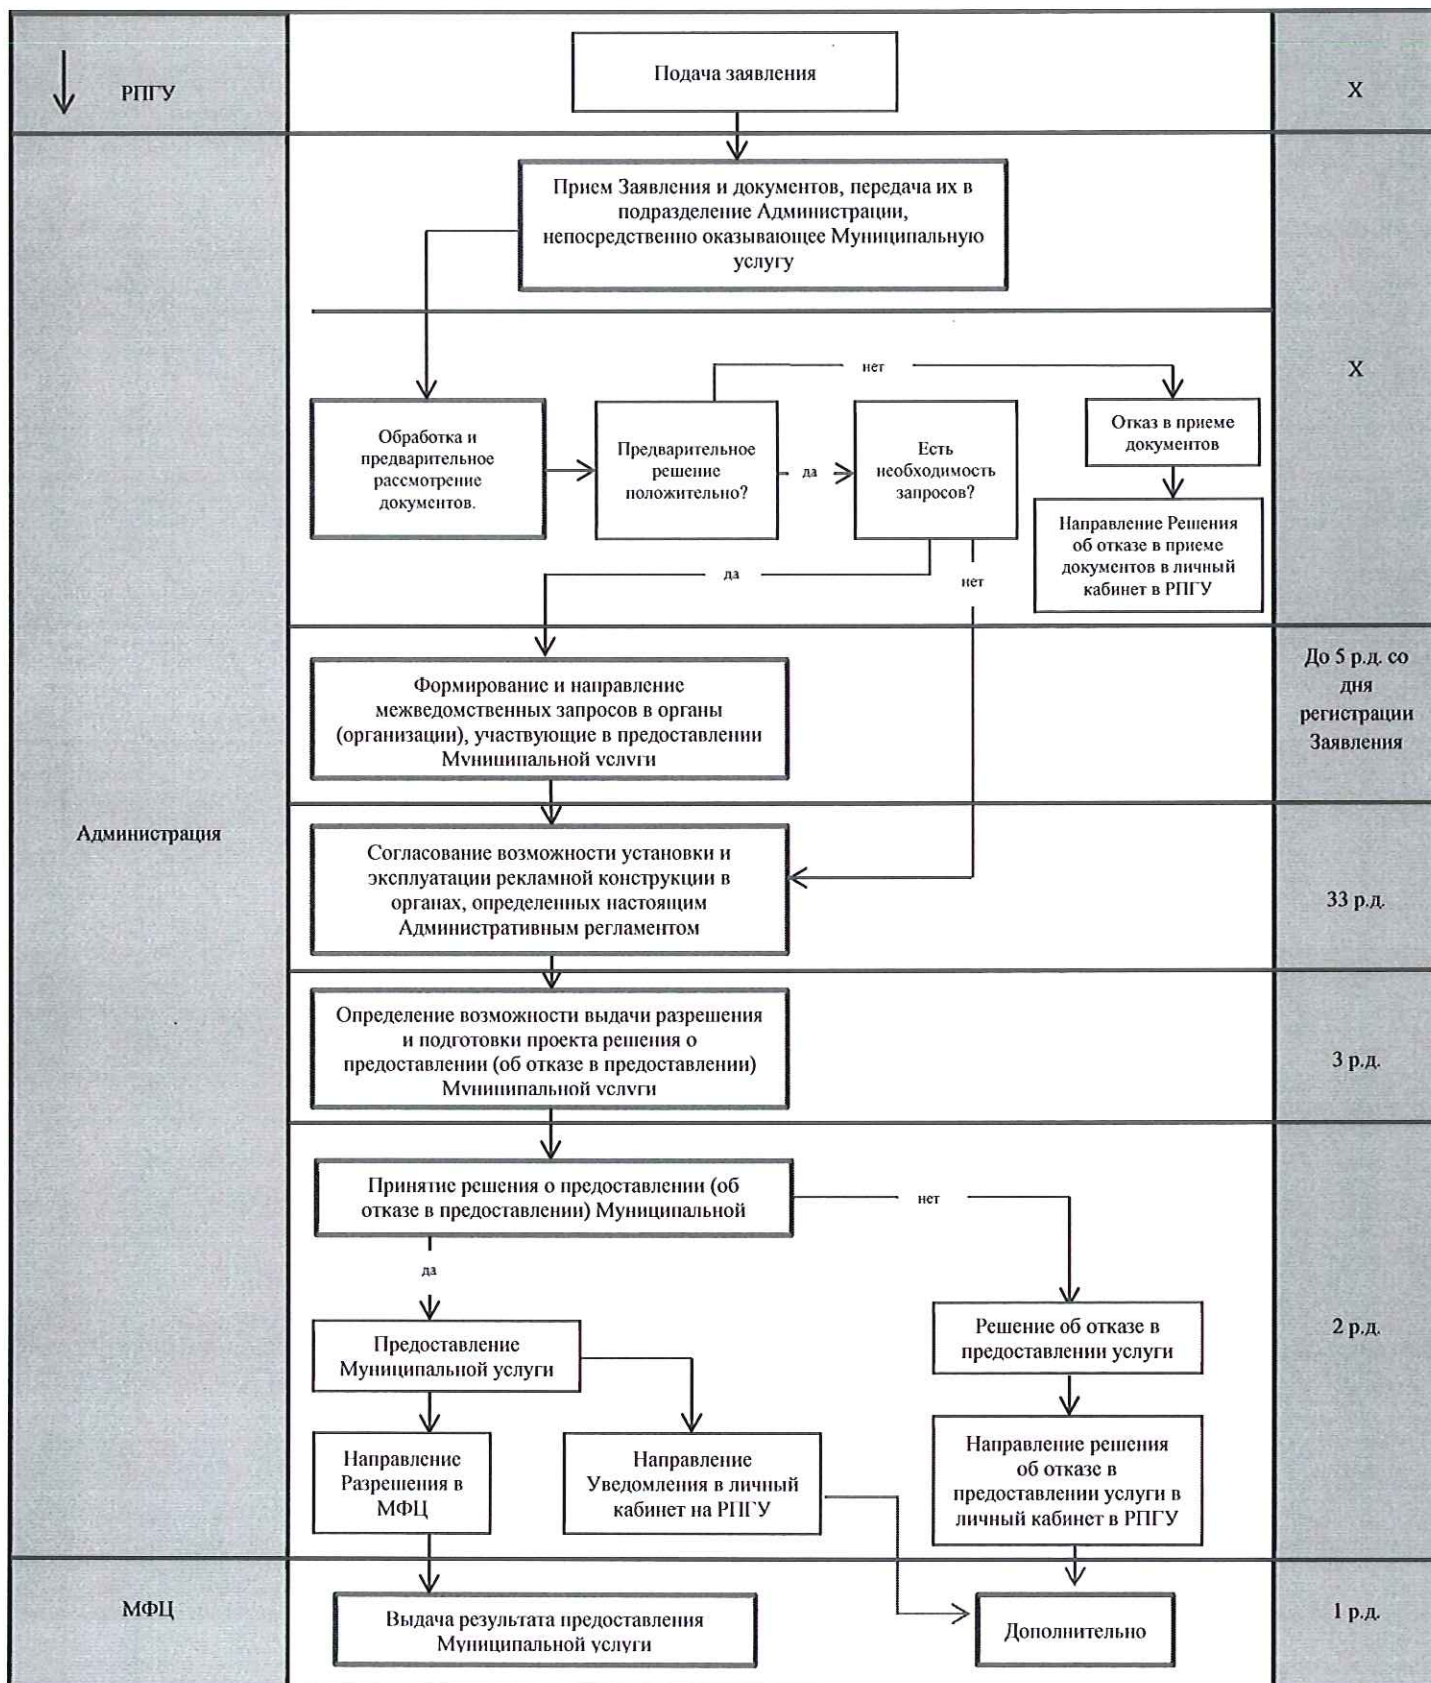 РПГУ
Подача заявления
X
Прием Заявления и документов, передача их в
подразделение Администрации,
непосредственно оказывающее Муниципальную
услугу
X
нет
Обработка и
предварительное
рассмотрение
документов.
Предварительное
решение
положительно?
да
Есть
необходимость
запросов?
Отказ в приеме
документов
Направление Решения
об отказе в приеме
документов в личный
кабинет в РПГУ
да
нет
Формирование и направление
межведомственных запросов в органы
(организации), участвующие в предоставлении
Муниципальной услуги
До 5 р.д. со
дня
регистрации
Заявления
Администрация
Согласование возможности установки и
эксплуатации рекламной конструкции в
органах, определенных настоящим
Административным регламентом
33 р.д.
Определение возможности выдачи разрешения
и подготовки проекта решения о
предоставлении (об отказе в предоставлении)
Муниципальной услуги
3 р.д.
Принятие решения о предоставлении (об
отказе в предоставлении) Муниципальной
нет
да
Предоставление
Муниципальной услуги
Решение об отказе в
предоставлении услуги
2 р.д.
Направление
Разрешения в
МФЦ
Направление
Уведомления в личный
кабинет на РПГУ
Направление решения
об отказе в
предоставлении услуги в
личный кабинет в РПГУ
МФЦ
Выдача результата предоставления
Муниципальной услуги
Дополнительно
1 р.д.